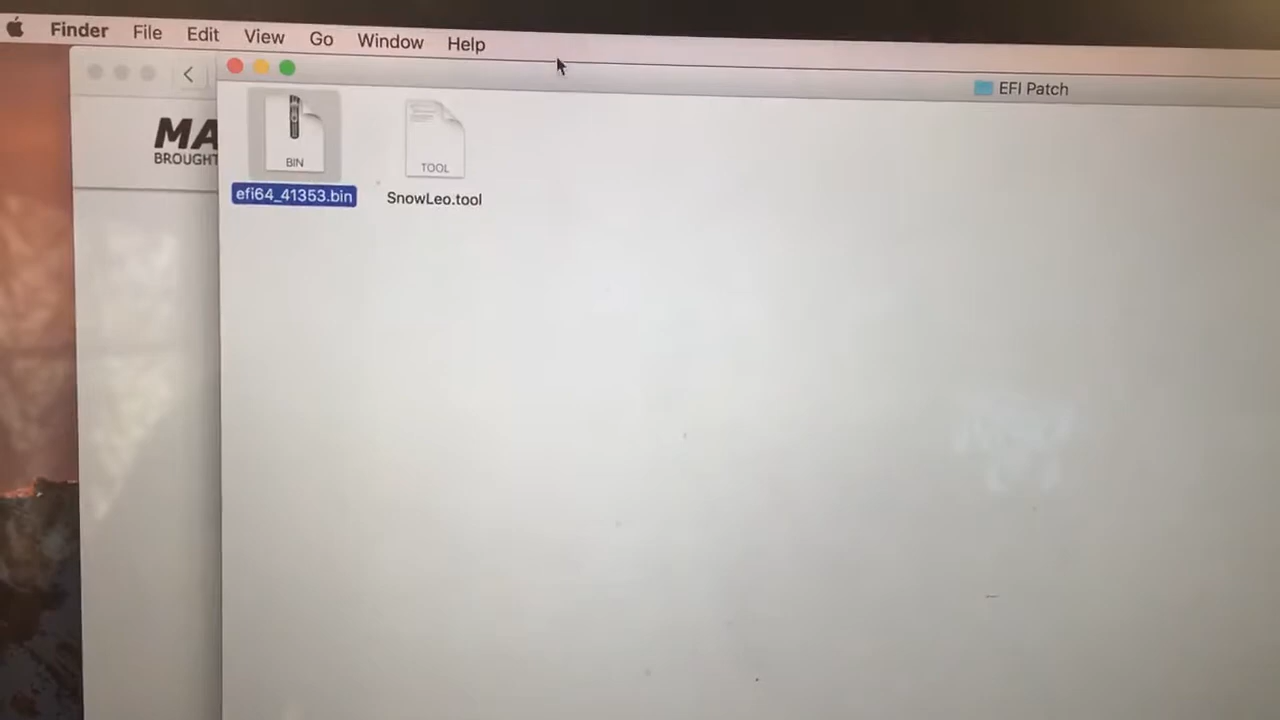 Finder File Edit View Go Window Help
EFI Patch
MA
BROUGHT
BIN
efi64_41353.bin
TOOL
SnowLeo.tool